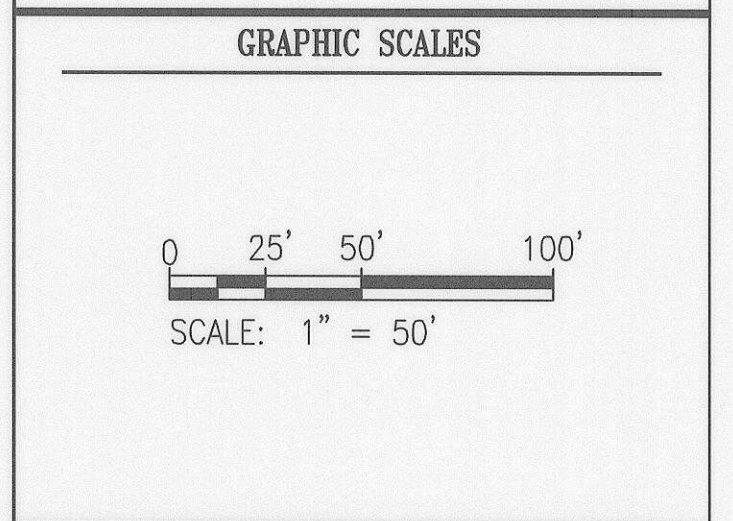 GRAPHIC SCALES
0 25' 50' 100'
SCALE: 1" = 50'